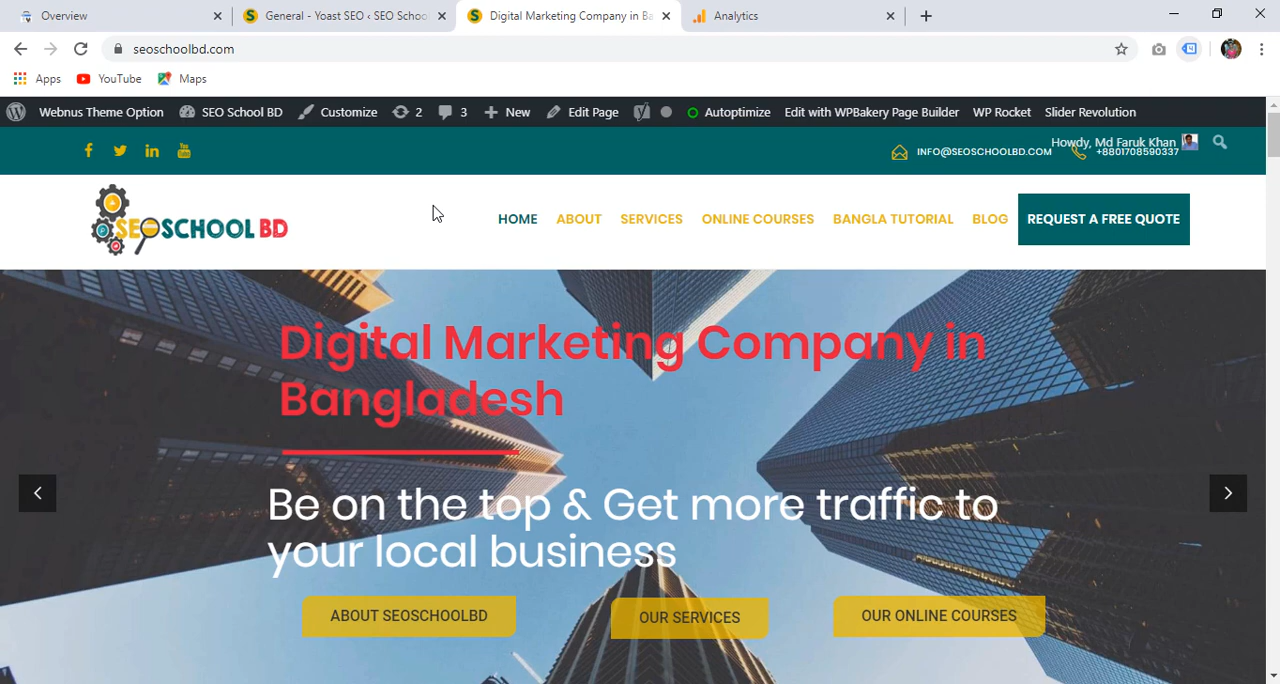 Overview
General - Yoast SEO ‹ SEO School
Digital Marketing Company in Ba
Analytics
seoschoolbd.com
Apps YouTube Maps
Webnus Theme Option SEO School BD Customize 2 3 New Edit Page Autoptimize Edit with WPBakery Page Builder WP Rocket Slider Revolution
Howdy, Md Faruk Khan
INFO@SEOSCHOOLBD.COM +8801708590337
SEOSCHOOL BD
HOME ABOUT SERVICES ONLINE COURSES BANGLA TUTORIAL BLOG REQUEST A FREE QUOTE
Digital Marketing Company in
Bangladesh
Be on the top & Get more traffic to
your local business
ABOUT SEOSCHOOLBD OUR SERVICES OUR ONLINE COURSES